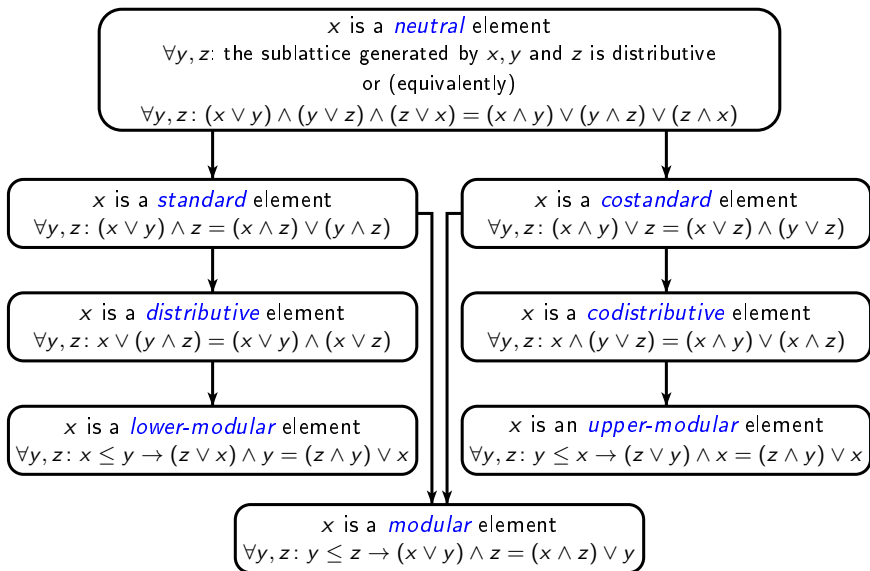 x is a neutral element
∀y, z: the sublattice generated by x, y and z is distributive
or (equivalently)
∀y, z: (x ∨ y) ∧ (y ∨ z) ∧ (z ∨ x) = (x ∧ y) ∨ (y ∧ z) ∨ (z ∧ x)
x is a standard element
∀y, z: (x ∨ y) ∧ z = (x ∧ z) ∨ (y ∧ z)
x is a costandard element
∀y, z: (x ∧ y) ∨ z = (x ∨ z) ∧ (y ∨ z)
x is a distributive element
∀y, z: x ∨ (y ∧ z) = (x ∨ y) ∧ (x ∨ z)
x is a codistributive element
∀y, z: x ∧ (y ∨ z) = (x ∧ y) ∨ (x ∧ z)
x is a lower-modular element
∀y, z: x ≤ y → (z ∨ x) ∧ y = (z ∧ y) ∨ x
x is an upper-modular element
∀y, z: y ≤ x → (z ∨ y) ∧ x = (z ∧ y) ∨ x
x is a modular element
∀y, z: y ≤ z → (x ∨ y) ∧ z = (x ∧ z) ∨ y